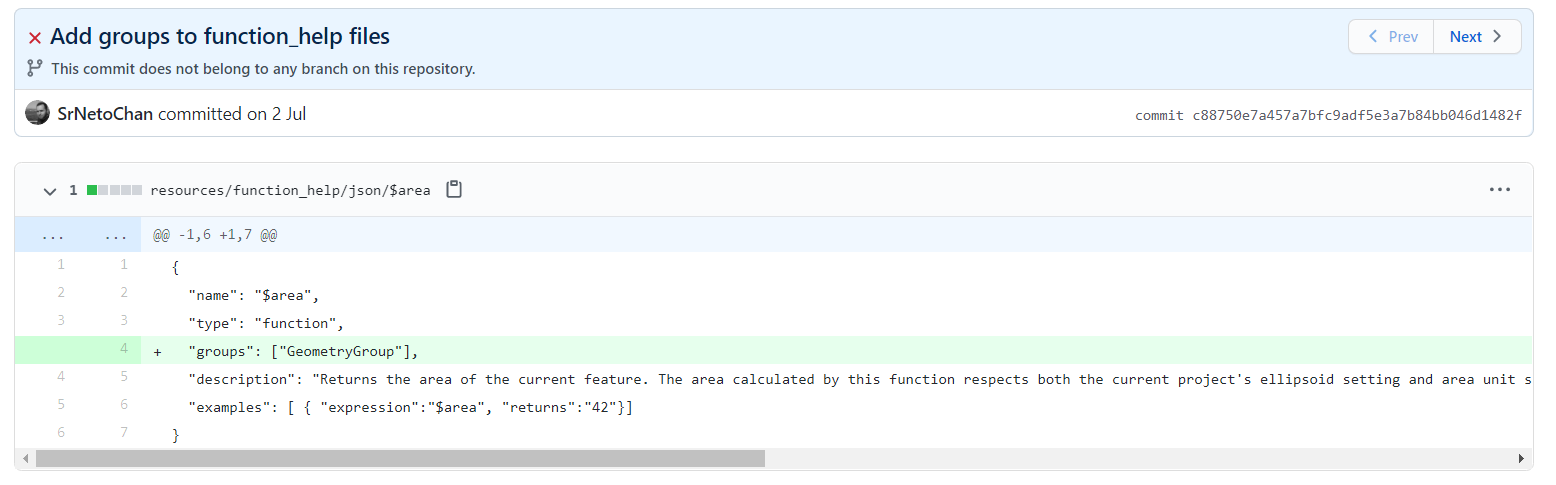 Add groups to function_help files
Prev Next
This commit does not belong to any branch on this repository.
SrNetoChan committed on 2 Jul
commit c88750e7a457a7bfc9adf5e3a7b84bb046d1482f
1 resources/function_help/json/$area ...
... ... @@ -1,6 +1,7 @@
1 1 {
2 2 "name": "$area",
3 3 "type": "function",
4 + "groups": ["GeometryGroup"],
4 5 "description": "Returns the area of the current feature. The area calculated by this function respects both the current project's ellipsoid setting and area unit s
5 6 "examples": [ { "expression":"$area", "returns":"42"}]
6 7 }